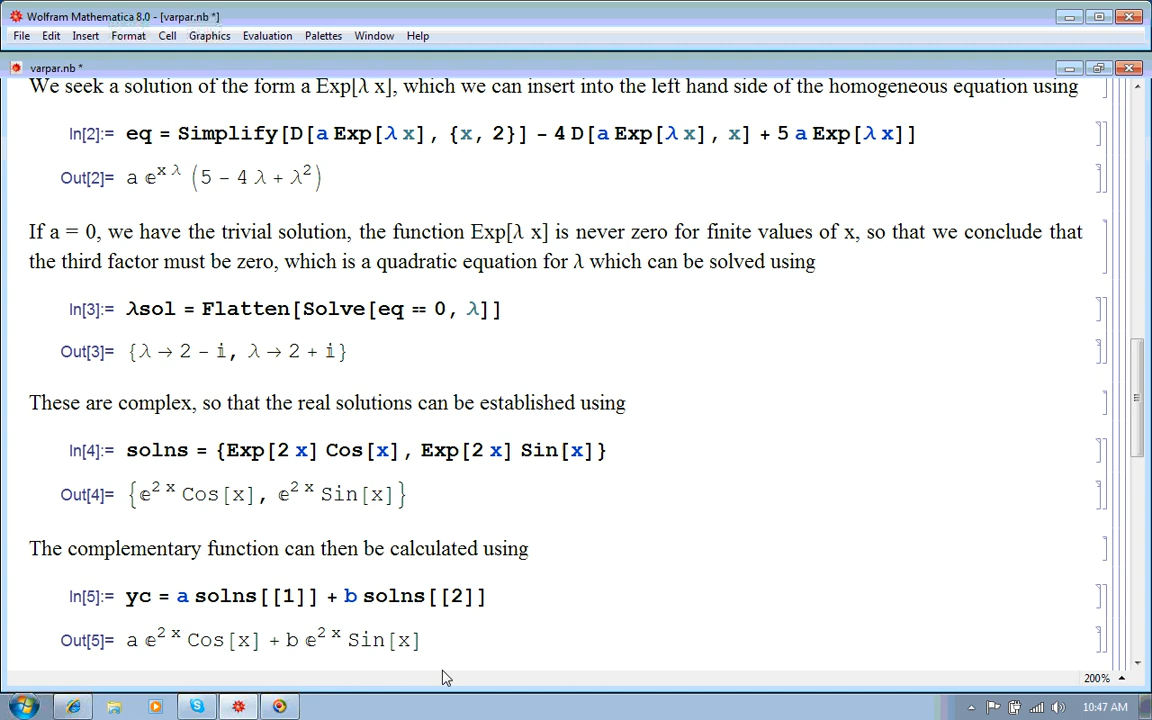 Wolfram Mathematica 8.0 - [varpar.nb *]
File Edit Insert Format Cell Graphics Evaluation Palettes Window Help
varpar.nb *
We seek a solution of the form a Exp[λ x], which we can insert into the left hand side of the homogeneous equation using
In[2]:= eq = Simplify[D[a Exp[λ x], {x, 2}] - 4 D[a Exp[λ x], x] + 5 a Exp[λ x]]
Out[2]= a ⅇ^(x λ) (5 - 4 λ + λ²)
If a = 0, we have the trivial solution, the function Exp[λ x] is never zero for finite values of x, so that we conclude that
the third factor must be zero, which is a quadratic equation for λ which can be solved using
In[3]:= λsol = Flatten[Solve[eq == 0, λ]]
Out[3]= {λ → 2 - ⅈ, λ → 2 + ⅈ}
These are complex, so that the real solutions can be established using
In[4]:= solns = {Exp[2 x] Cos[x], Exp[2 x] Sin[x]}
Out[4]= {ⅇ^(2 x) Cos[x], ⅇ^(2 x) Sin[x]}
The complementary function can then be calculated using
In[5]:= yc = a solns[[1]] + b solns[[2]]
Out[5]= a ⅇ^(2 x) Cos[x] + b ⅇ^(2 x) Sin[x]
200%
10:47 AM